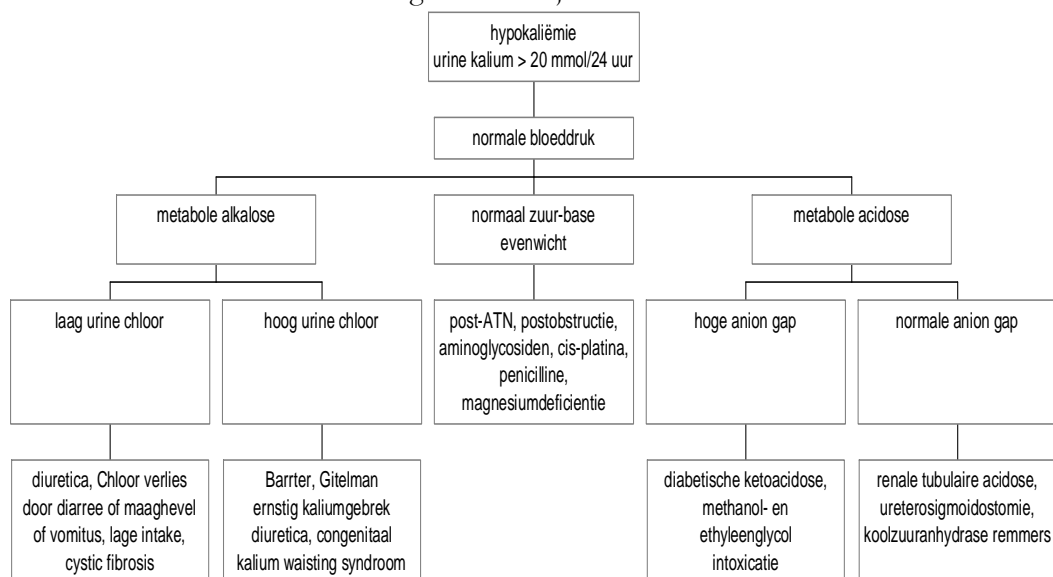 hypokaliëmie
urine kalium > 20 mmol/24 uur
normale bloeddruk
metabole alkalose
normaal zuur-base
evenwicht
metabole acidose
laag urine chloor
hoog urine chloor
post-ATN, postobstructie,
aminoglycosiden, cis-platina,
penicilline,
magnesiumdeficientie
hoge anion gap
normale anion gap
diuretica, Chloor verlies
door diarree of maaghevel
of vomitus, lage intake,
cystic fibrosis
Barrter, Gitelman
ernstig kaliumgebrek
diuretica, congenitaal
kalium waisting syndroom
diabetische ketoacidose,
methanol- en
ethyleenglycol
intoxicatie
renale tubulaire acidose,
ureterosigmoidostomie,
koolzuuranhydrase remmers